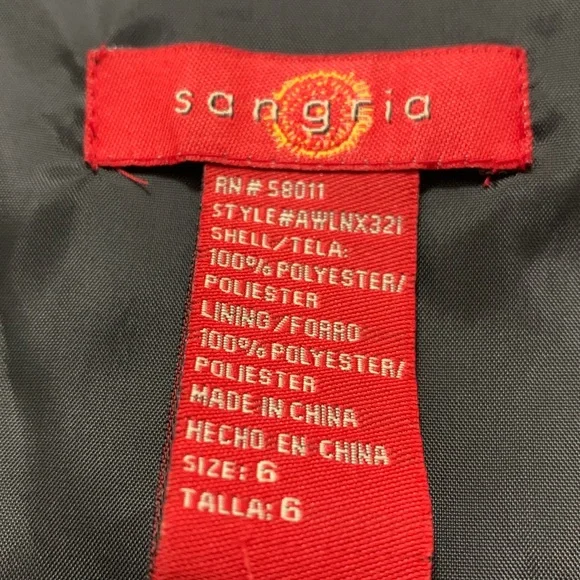 sangria
RN# 58011
STYLE#AWLNX32I
SHELL/TELA:
100% POLYESTER/
POLIESTER
LINING/FORRO
100% POLYESTER/
POLIESTER
MADE IN CHINA
HECHO EN CHINA
SIZE: 6
TALLA: 6